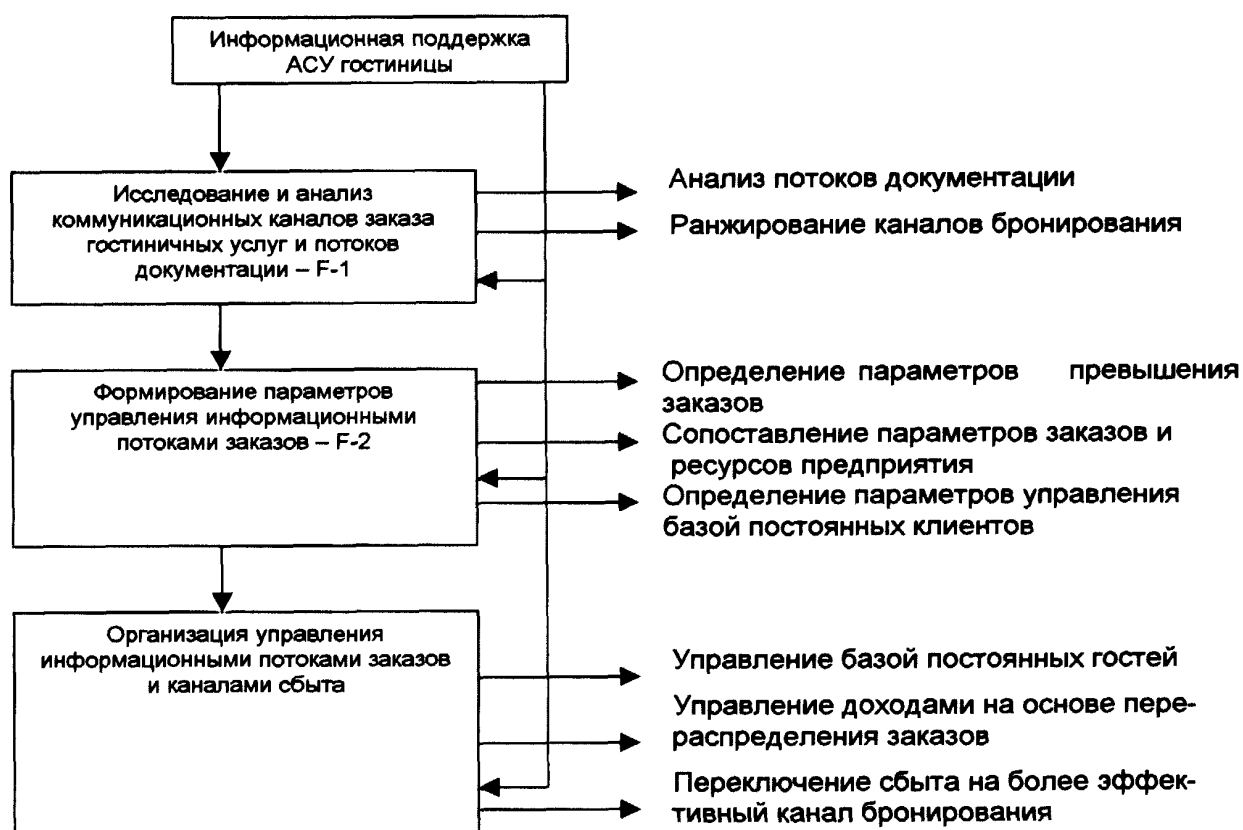 Информационная поддержка
АСУ гостиницы
Исследование и анализ
коммуникационных каналов заказа
гостиничных услуг и потоков
документации – F-1
Анализ потоков документации
Ранжирование каналов бронирования
Формирование параметров
управления информационными
потоками заказов – F-2
Определение параметров превышения
заказов
Сопоставление параметров заказов и
ресурсов предприятия
Определение параметров управления
базой постоянных клиентов
Организация управления
информационными потоками заказов
и каналами сбыта
Управление базой постоянных гостей
Управление доходами на основе пере-
распределения заказов
Переключение сбыта на более эффек-
тивный канал бронирования